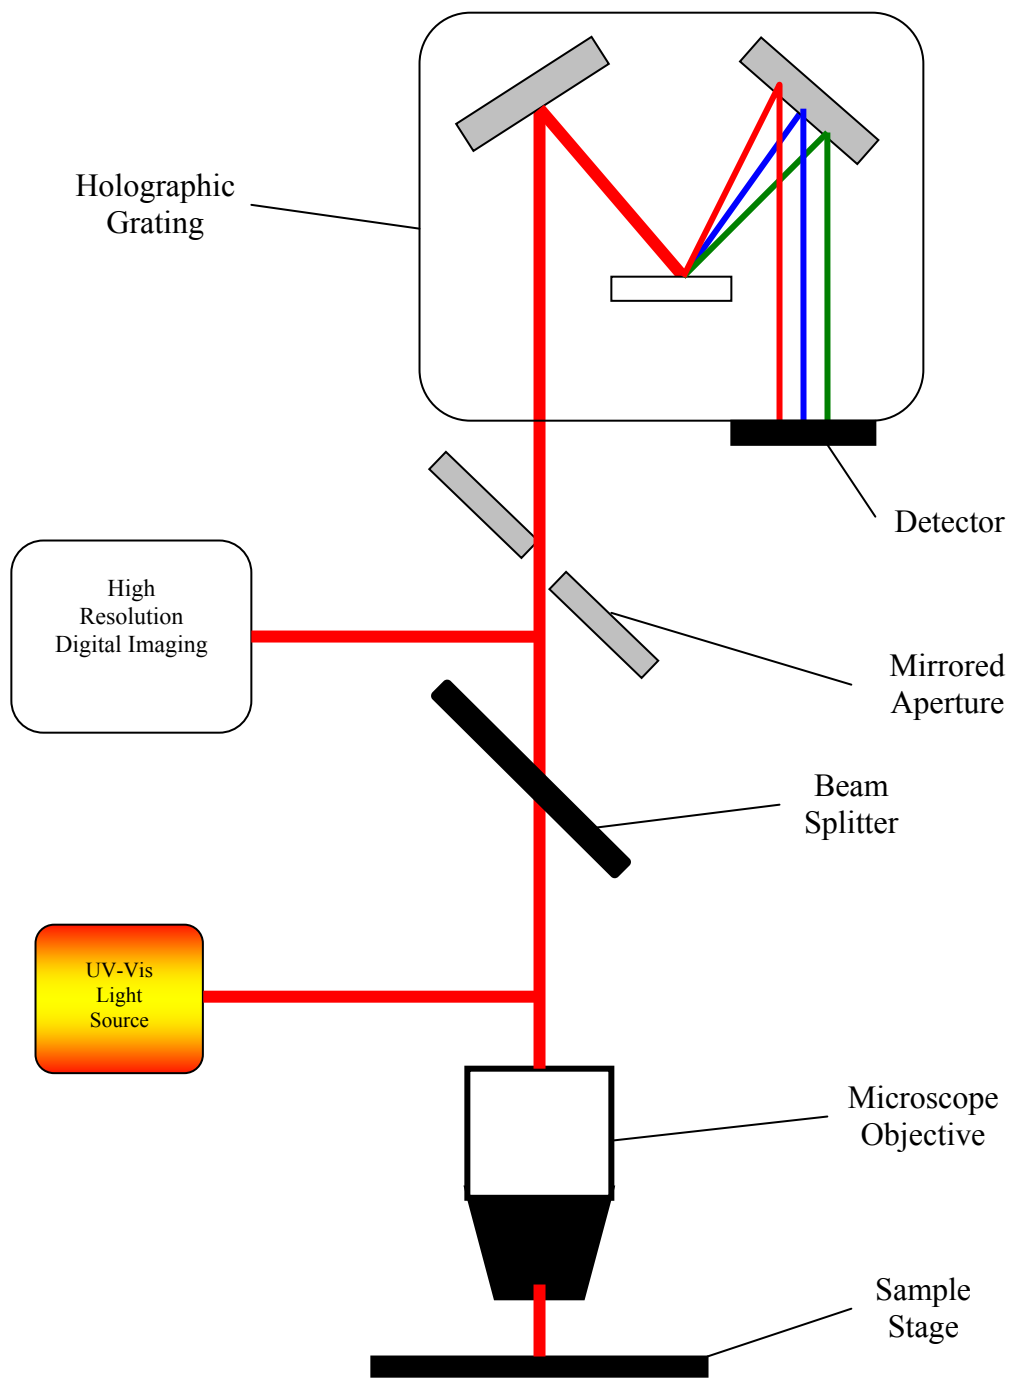 Holographic
Grating
Detector
High
Resolution
Digital Imaging
Mirrored
Aperture
Beam
Splitter
UV-Vis
Light
Source
Microscope
Objective
Sample
Stage